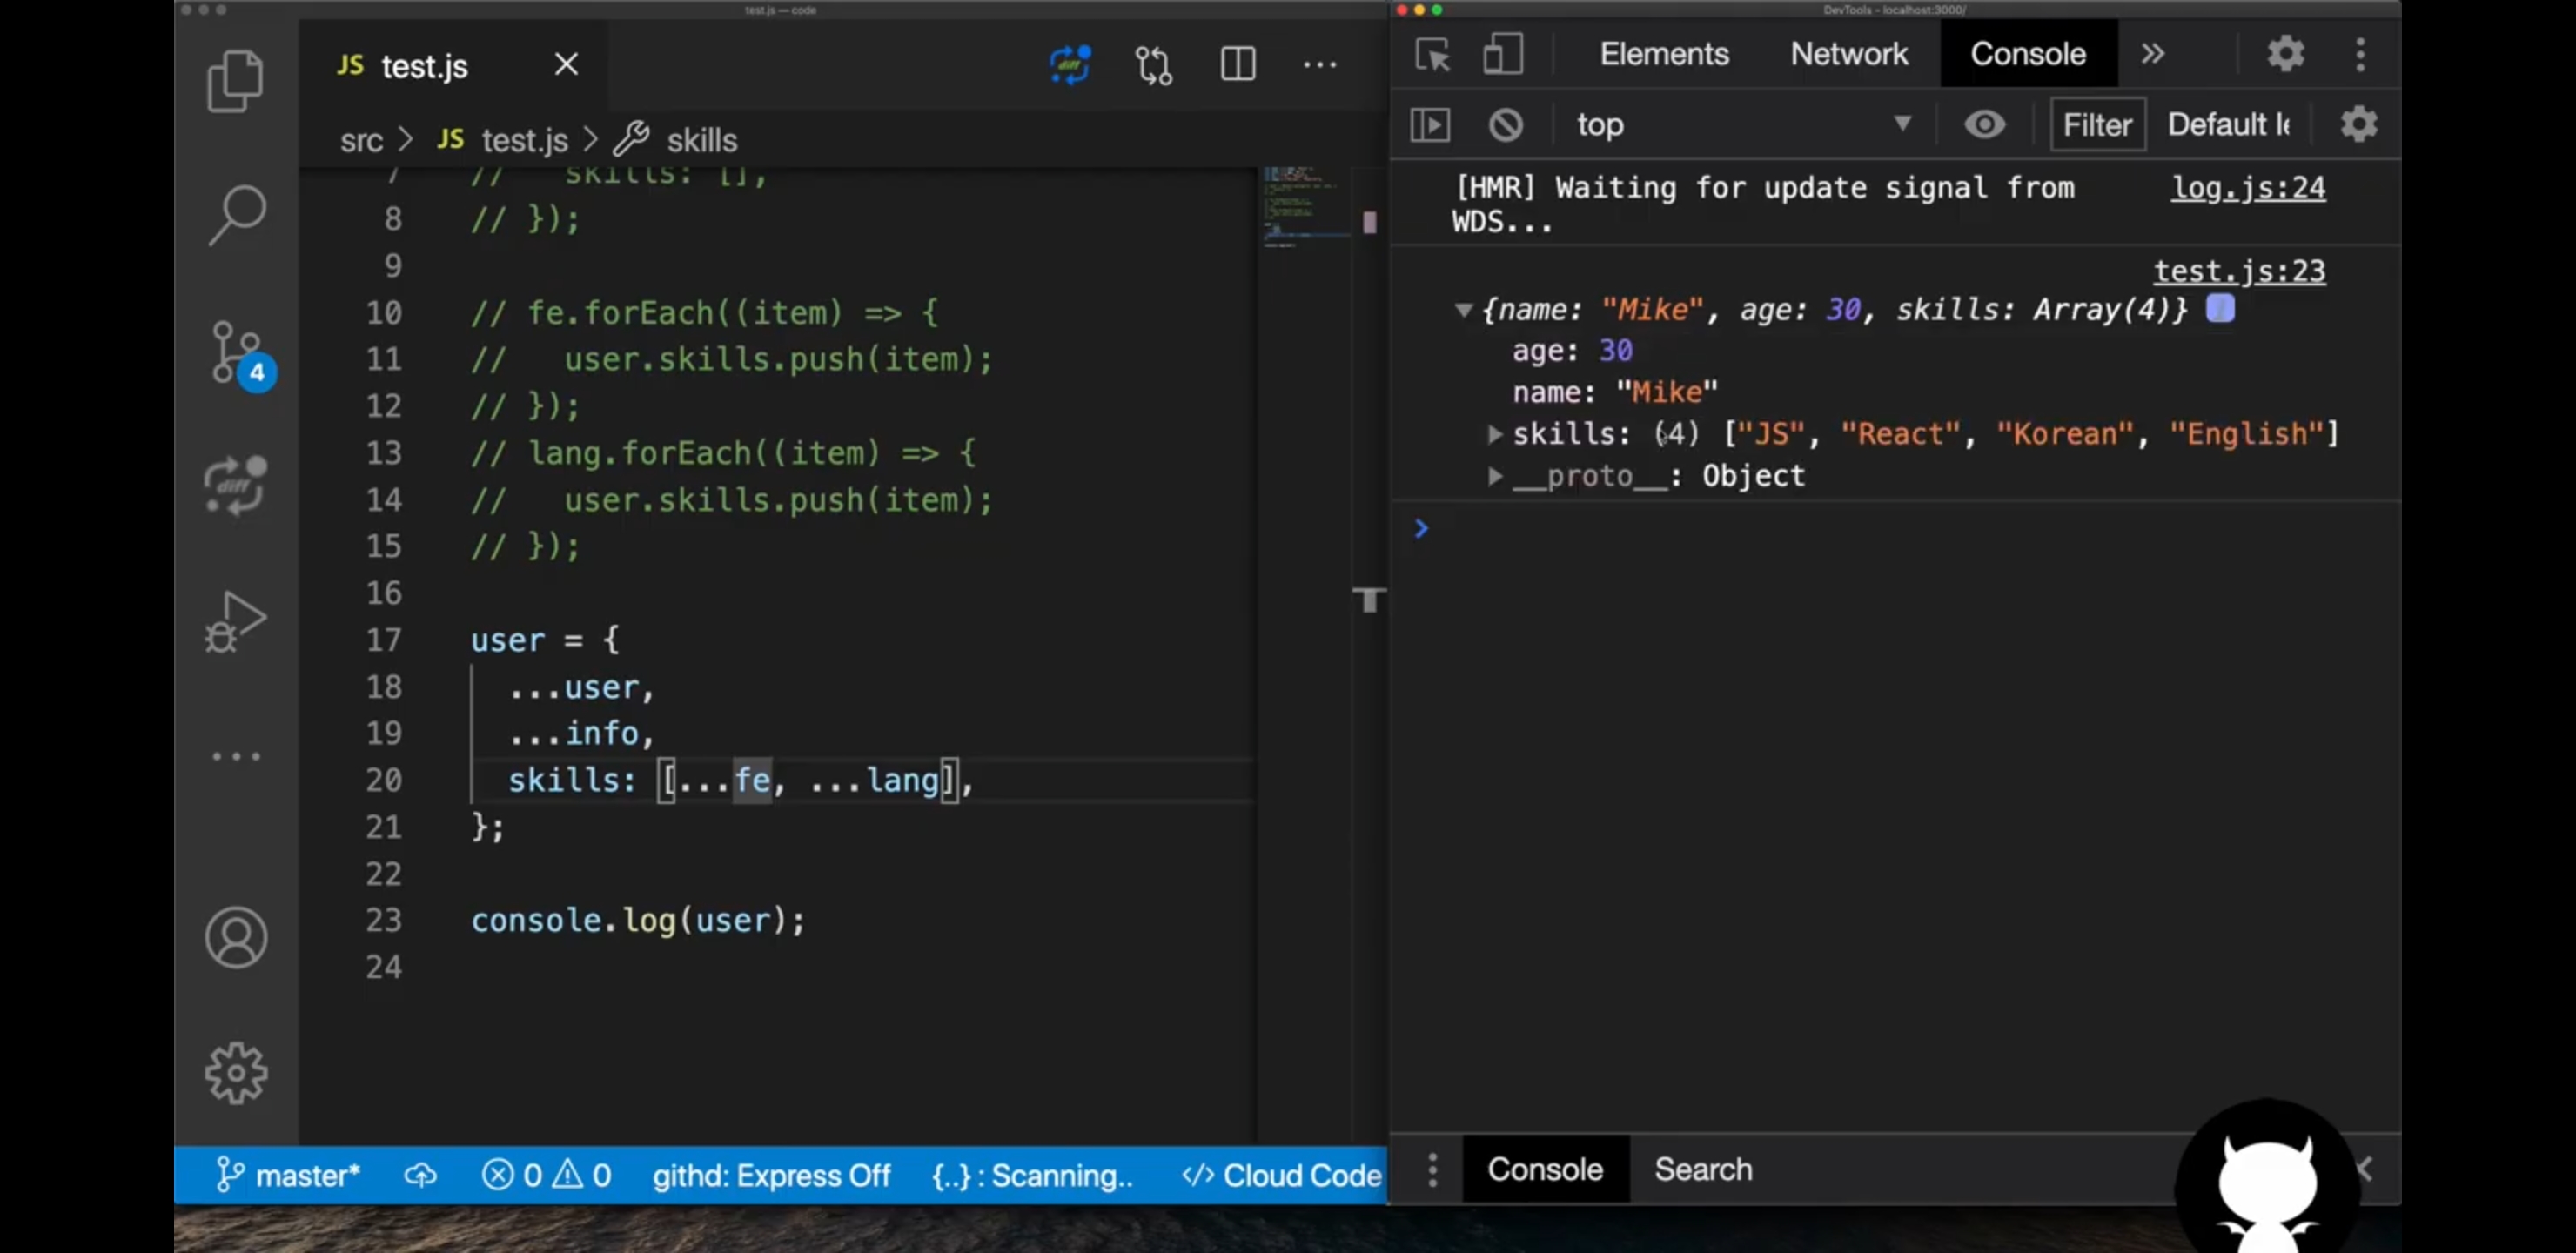 test.js — code
JS test.js
src > JS test.js > skills
7 // skills: [],
8 // });
9
10 // fe.forEach((item) => {
11 // user.skills.push(item);
12 // });
13 // lang.forEach((item) => {
14 // user.skills.push(item);
15 // });
16
17 user = {
18 ...user,
19 ...info,
20 skills: [...fe, ...lang],
21 };
22
23 console.log(user);
24
diff
4
diff
master* 0 0 githd: Express Off {..} : Scanning.. </> Cloud Code
DevTools - localhost:3000/
Elements Network Console »
top Filter Default le
[HMR] Waiting for update signal from log.js:24
WDS...
test.js:23
{name: "Mike", age: 30, skills: Array(4)} i
age: 30
name: "Mike"
skills: (4) ["JS", "React", "Korean", "English"]
__proto__: Object
>
Console Search